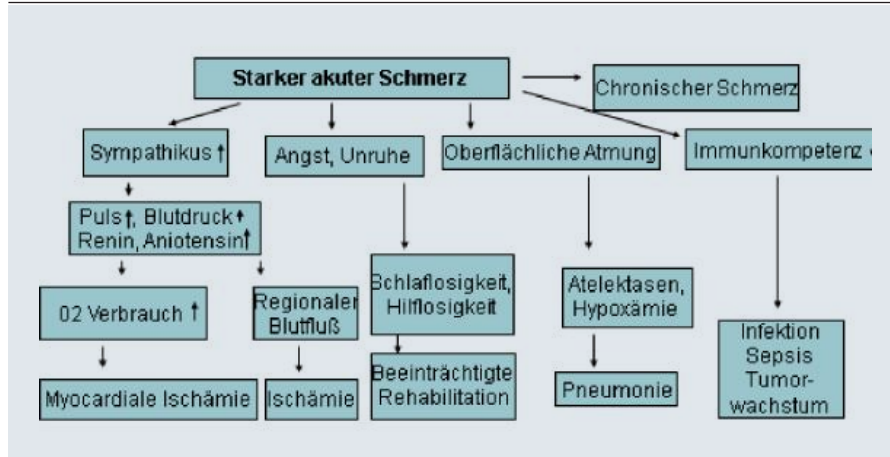 Starker akuter Schmerz
Chronischer Schmerz
Sympathikus ↑
Angst, Unruhe
Oberflächliche Atmung
Immunkompetenz
Puls↑, Blutdruck↑
Renin, Aniotensin↑
Schlaflosigkeit,
Hilflosigkeit
Atelektasen,
Hypoxämie
02 Verbrauch ↑
Regionaler
Blutfluß
Infektion
Sepsis
Tumor-
wachstum
Myocardiale Ischämie
Ischämie
Beeinträchtigte
Rehabilitation
Pneumonie